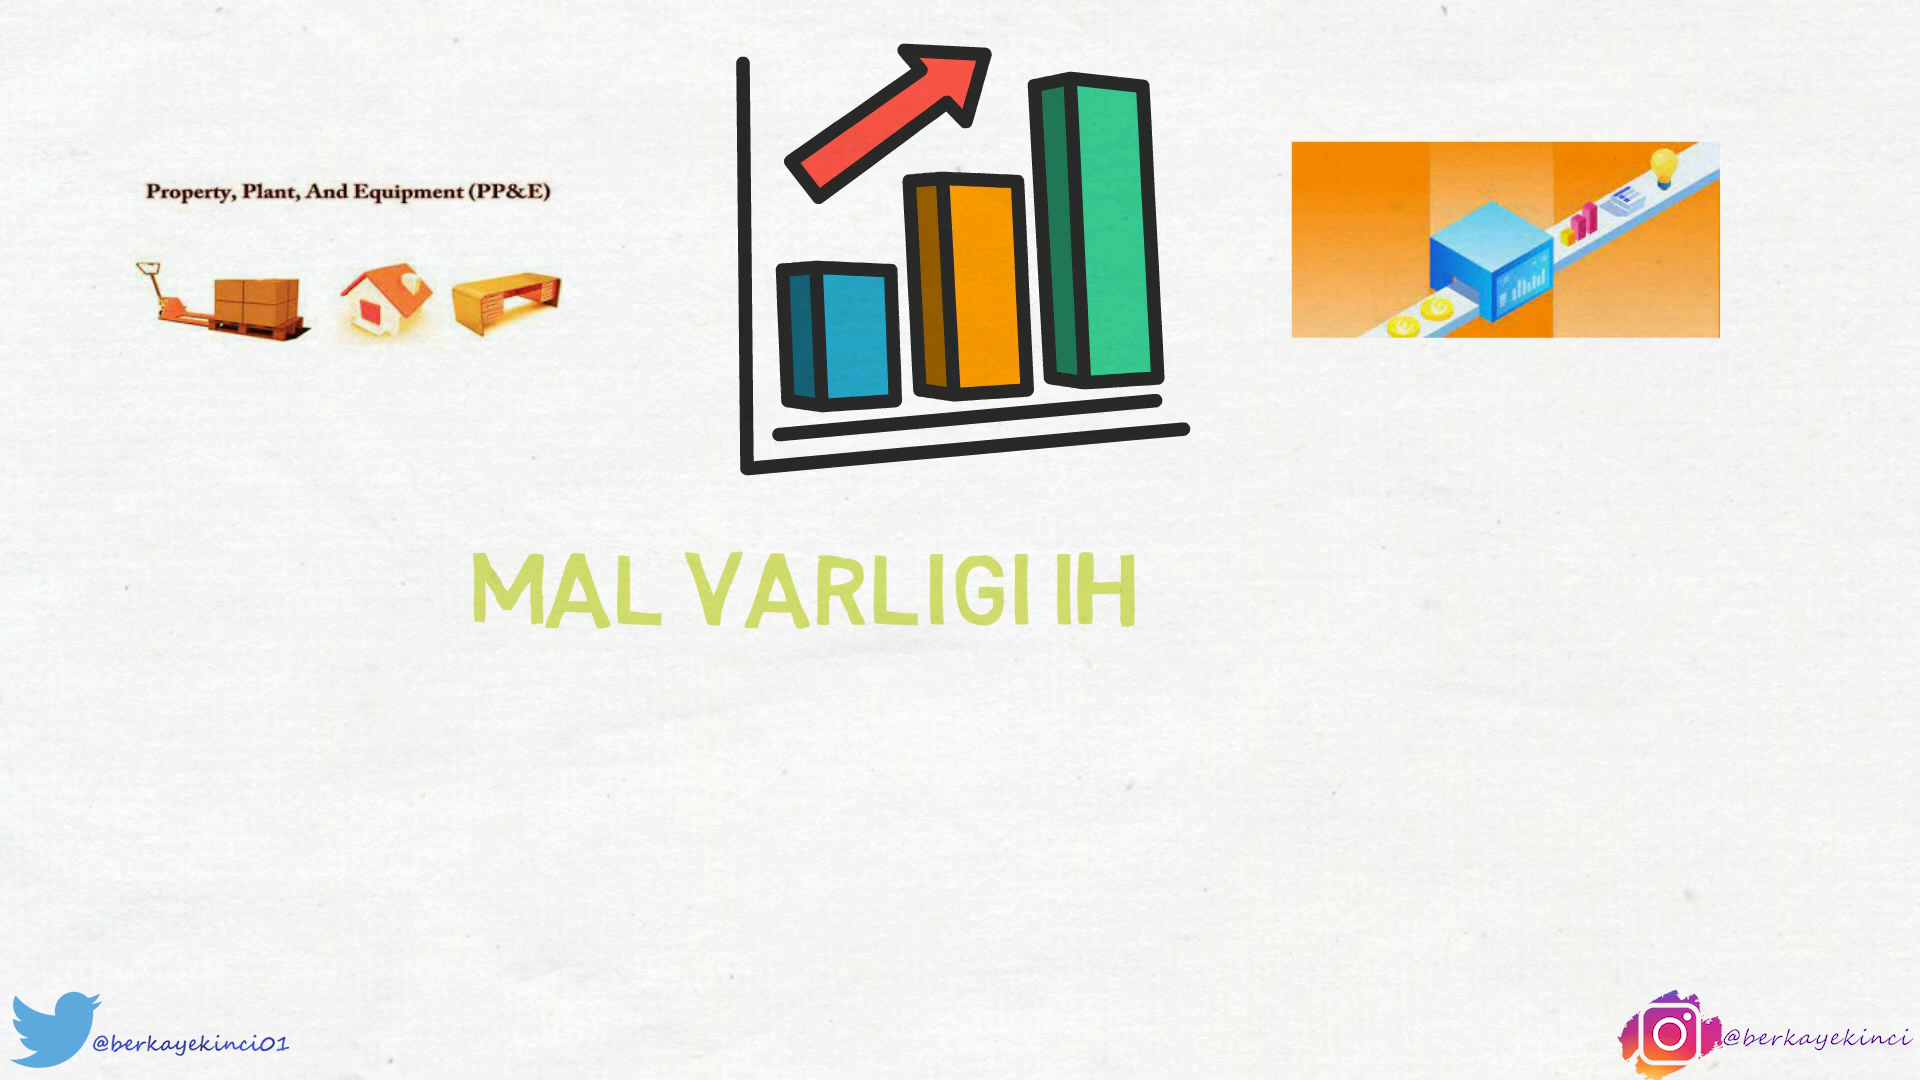 Property, Plant, And Equipment (PP&E)
MAL VARLIGI IH
@berkayekinci01
@berkayekinci